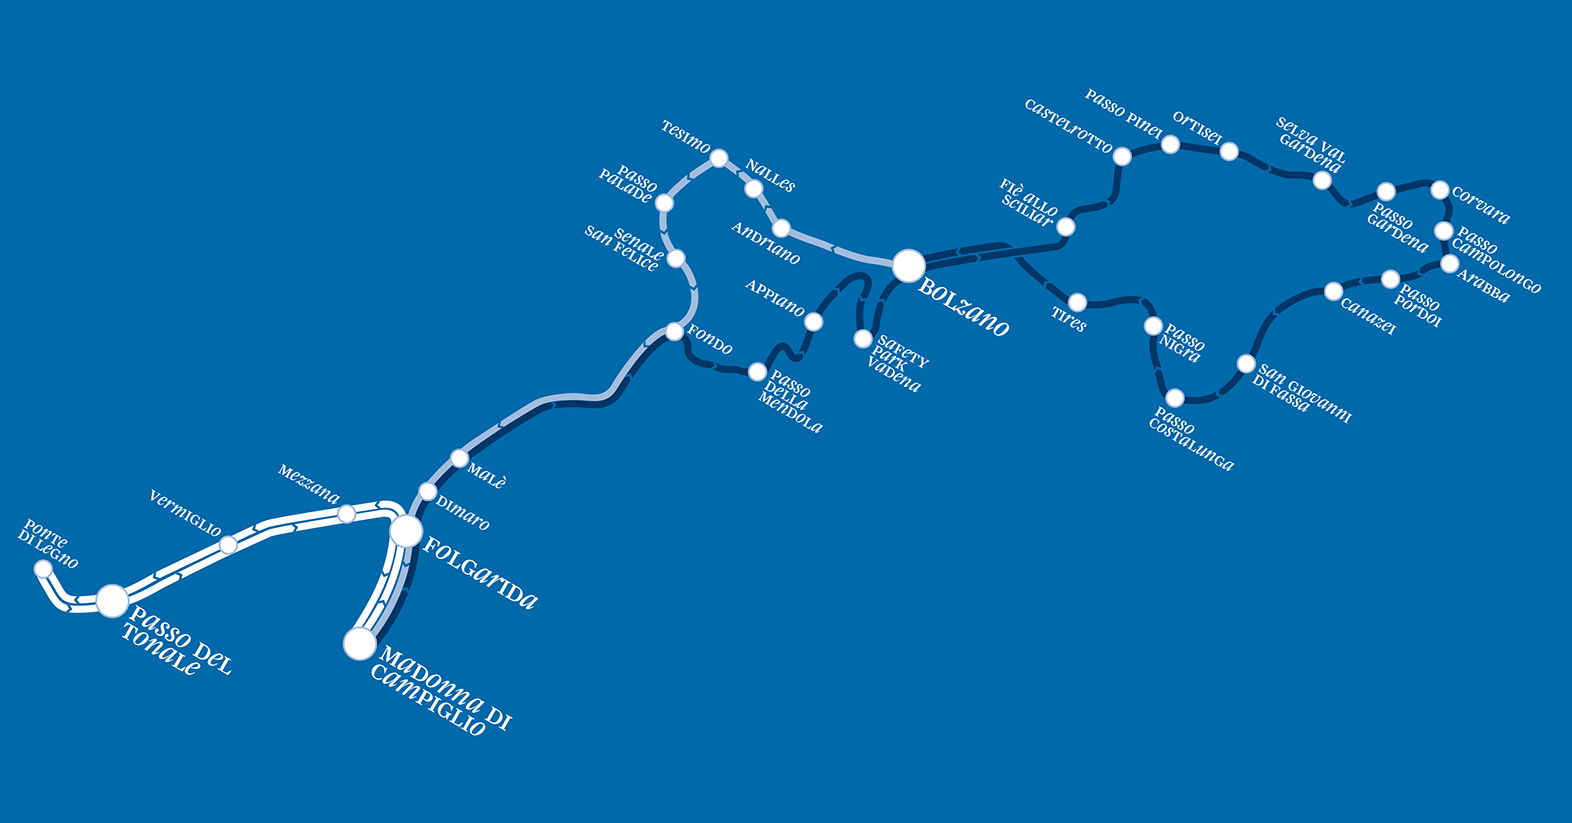 Passo Pinei
Ortisei
Castelrotto
Selva Val
Gardena
Tesimo
Nalles
Passo
Palade
Fiè allo
Sciliar
Corvara
Passo
Gardena
Passo
Campolongo
Arabba
Senale
San Felice
Andriano
Bolzano
Appiano
Tires
Passo
Pordoi
Canazei
Fondo
Safety
Park
Vadena
Passo
Nigra
San Giovanni
di Fassa
Passo
della
Mendola
Passo
Costalunga
Malè
Mezzana
Dimaro
Vermiglio
Ponte
di Legno
Folgarida
Passo del
Tonale
Madonna di
Campiglio